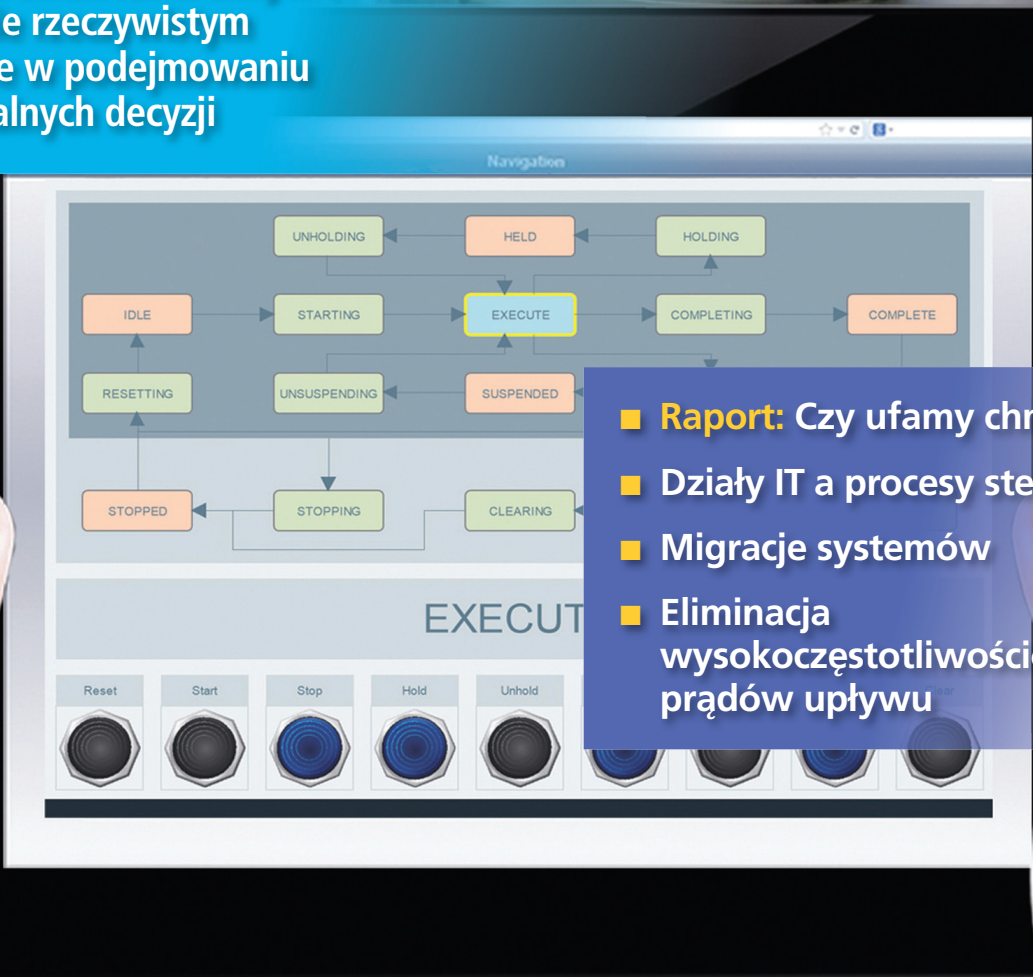 e rzeczywistym
e w podejmowaniu
alnych decyzji
Navigation
UNHOLDING
HELD
HOLDING
IDLE
STARTING
EXECUTE
COMPLETING
COMPLETE
RESETTING
UNSUSPENDING
SUSPENDED
STOPPED
STOPPING
CLEARING
EXECUT
Raport: Czy ufamy ch
Działy IT a procesy ste
Migracje systemów
Eliminacja
wysokoczęstotliwości
prądów upływu
Reset
Start
Stop
Hold
Unhold
Clear